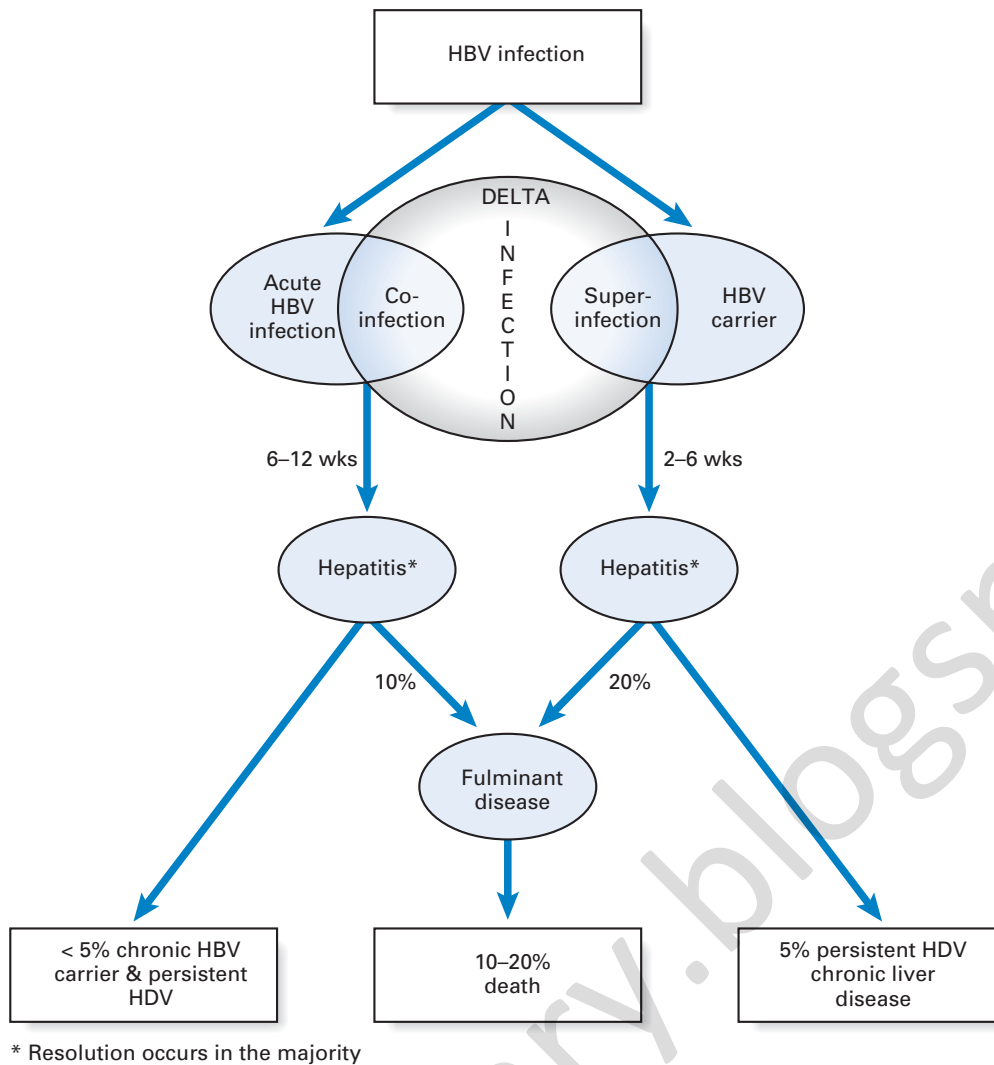 HBV infection
DELTA
I
N
F
E
C
T
I
O
N
Acute
HBV
infection
Co-
infection
Super-
infection
HBV
carrier
6–12 wks
2–6 wks
Hepatitis*
Hepatitis*
10%
20%
Fulminant
disease
< 5% chronic HBV
carrier & persistent
HDV
10–20%
death
5% persistent HDV
chronic liver
disease
* Resolution occurs in the majority
ry.blogs